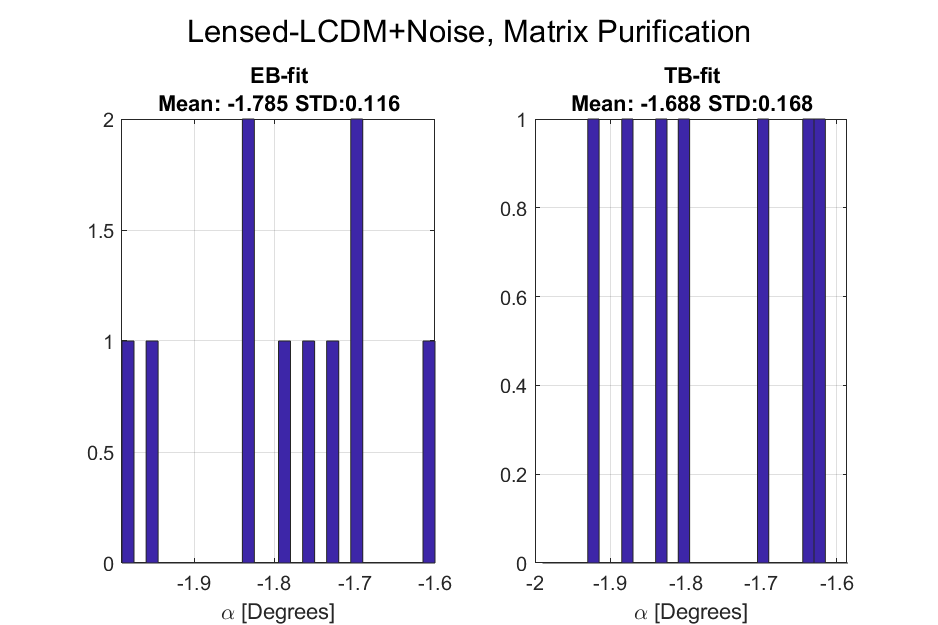 Lensed-LCDM+Noise, Matrix Purification
EB-fit
Mean: -1.785 STD:0.116
2
1.5
1
0.5
0
-1.9 -1.8 -1.7 -1.6
α [Degrees]
TB-fit
Mean: -1.688 STD:0.168
1
0.8
0.6
0.4
0.2
0
-2 -1.9 -1.8 -1.7 -1.6
α [Degrees]